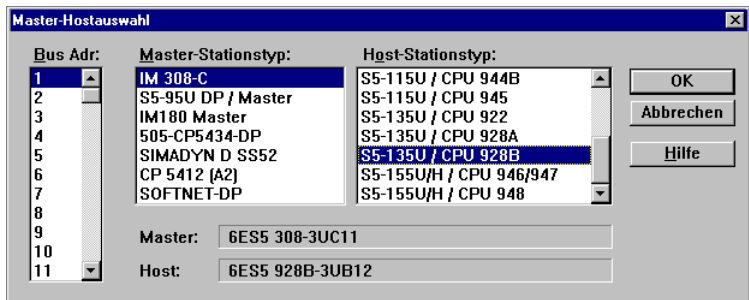 Master-Hostauswahl
Bus Adr:
1
2
3
4
5
6
7
8
9
10
11
Master-Stationstyp:
IM 308-C
S5-95U DP / Master
IM180 Master
505-CP5434-DP
SIMADYN D SS52
CP 5412 (A2)
SOFTNET-DP
Host-Stationstyp:
S5-115U / CPU 944B
S5-115U / CPU 945
S5-135U / CPU 922
S5-135U / CPU 928A
S5-135U / CPU 928B
S5-155U/H / CPU 946/947
S5-155U/H / CPU 948
OK
Abbrechen
Hilfe
Master: 6ES5 308-3UC11
Host: 6ES5 928B-3UB12